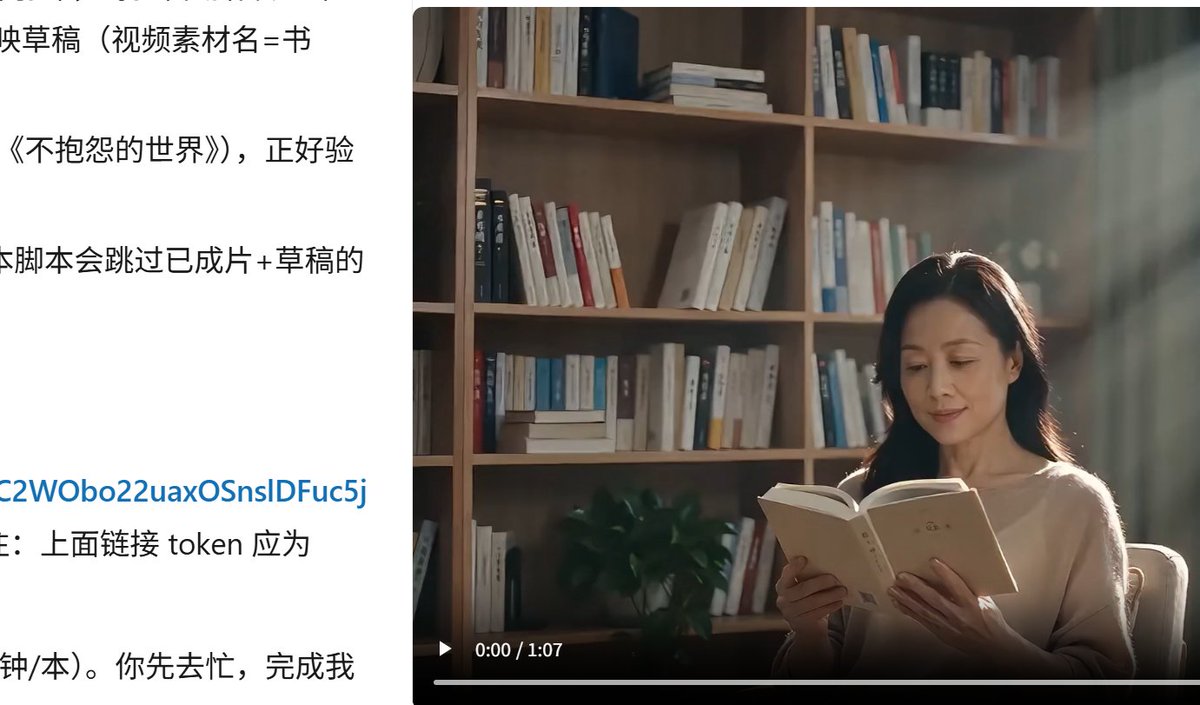 映草稿（视频素材名=书
《不抱怨的世界》），正好验
本脚本会跳过已成片+草稿的
C2WObo22uaxOSnslDFuc5j
注：上面链接 token 应为
钟/本）。你先去忙，完成我
0:00 / 1:07